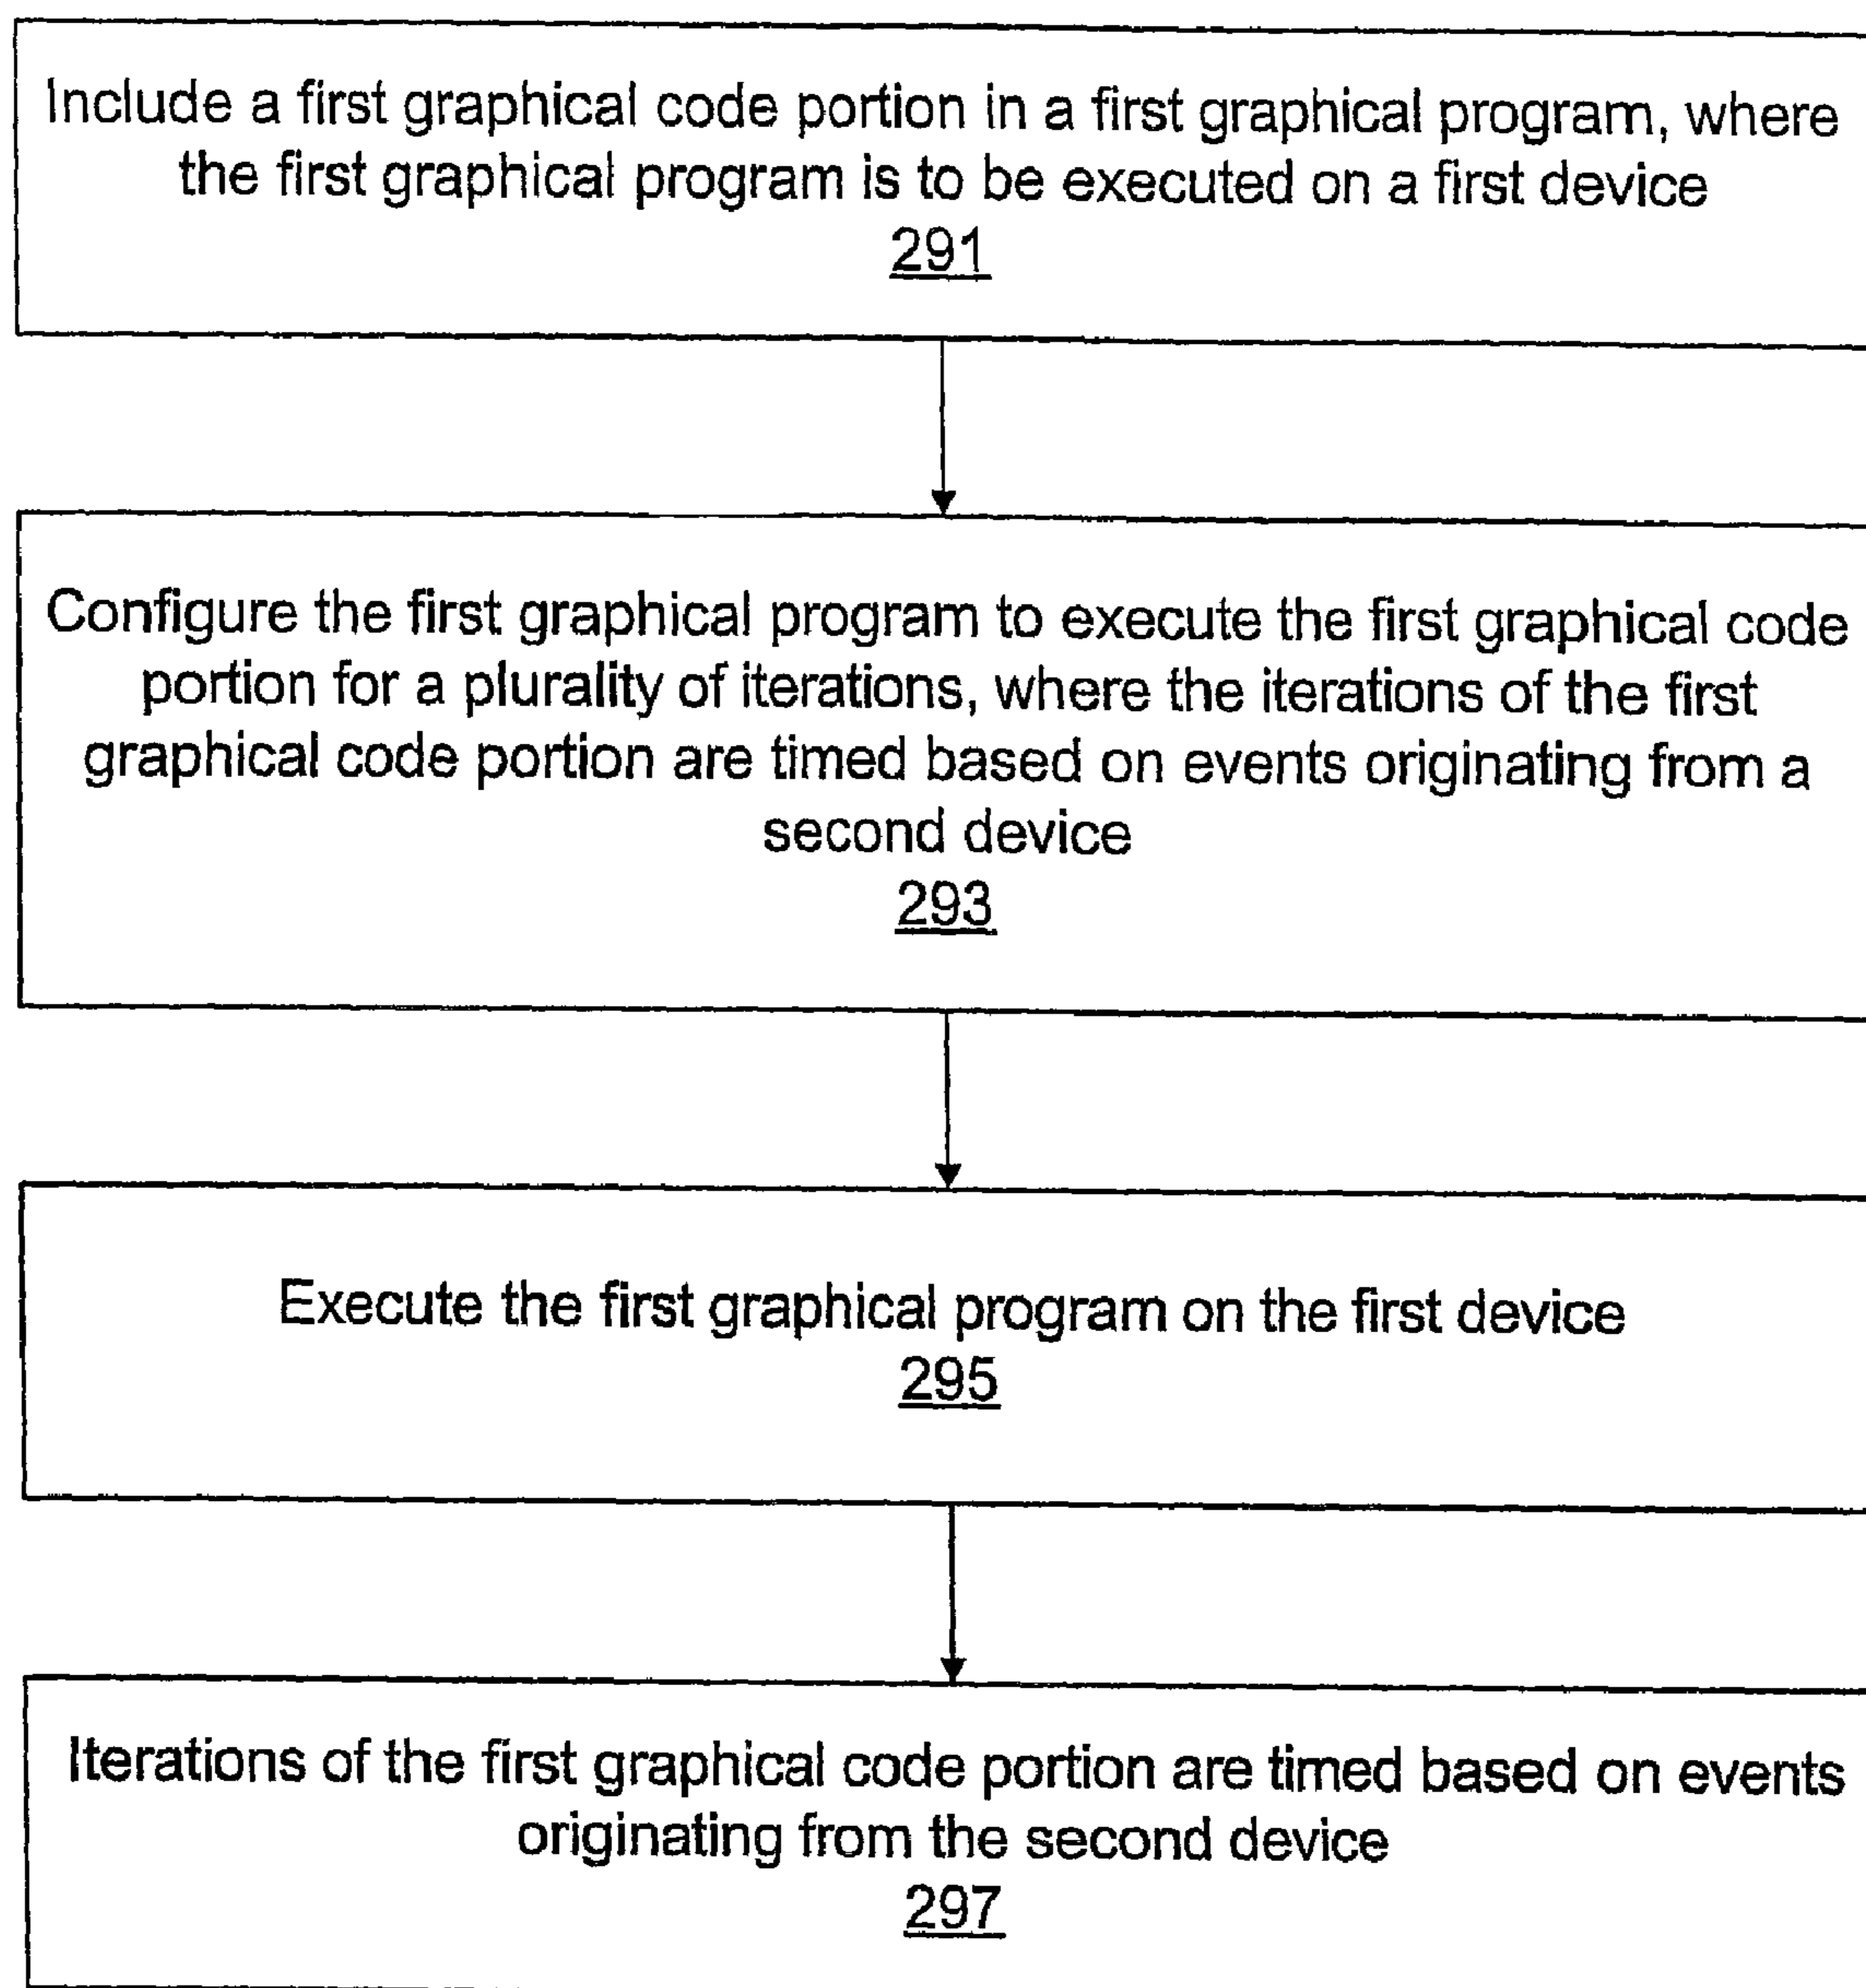 Include a first graphical code portion in a first graphical program, where
the first graphical program is to be executed on a first device
291
Configure the first graphical program to execute the first graphical code
portion for a plurality of iterations, where the iterations of the first
graphical code portion are timed based on events originating from a
second device
293
Execute the first graphical program on the first device
295
Iterations of the first graphical code portion are timed based on events
originating from the second device
297